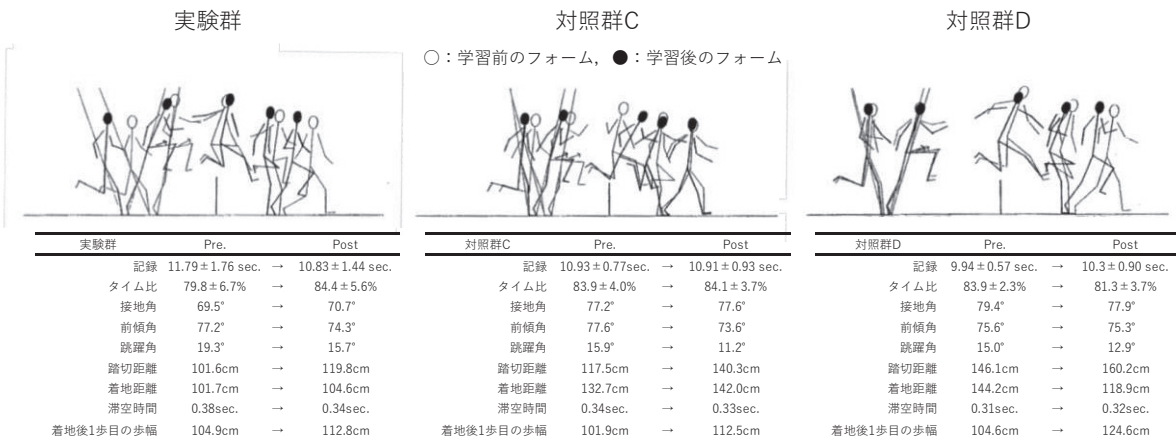 実験群
対照群C
対照群D
○：学習前のフォーム，●：学習後のフォーム
実験群 Pre. Post
記録 11.79±1.76 sec. → 10.83±1.44 sec.
タイム比 79.8±6.7% → 84.4±5.6%
接地角 69.5° → 70.7°
前傾角 77.2° → 74.3°
跳躍角 19.3° → 15.7°
踏切距離 101.6cm → 119.8cm
着地距離 101.7cm → 104.6cm
滞空時間 0.38sec. → 0.34sec.
着地後1歩目の歩幅 104.9cm → 112.8cm
対照群C Pre. Post
記録 10.93±0.77sec. → 10.91±0.93 sec.
タイム比 83.9±4.0% → 84.1±3.7%
接地角 77.2° → 77.6°
前傾角 77.6° → 73.6°
跳躍角 15.9° → 11.2°
踏切距離 117.5cm → 140.3cm
着地距離 132.7cm → 142.0cm
滞空時間 0.34sec. → 0.33sec.
着地後1歩目の歩幅 101.9cm → 112.5cm
対照群D Pre. Post
記録 9.94±0.57 sec. → 10.3±0.90 sec.
タイム比 83.9±2.3% → 81.3±3.7%
接地角 79.4° → 77.9°
前傾角 75.6° → 75.3°
跳躍角 15.0° → 12.9°
踏切距離 146.1cm → 160.2cm
着地距離 144.2cm → 118.9cm
滞空時間 0.31sec. → 0.32sec.
着地後1歩目の歩幅 104.6cm → 124.6cm